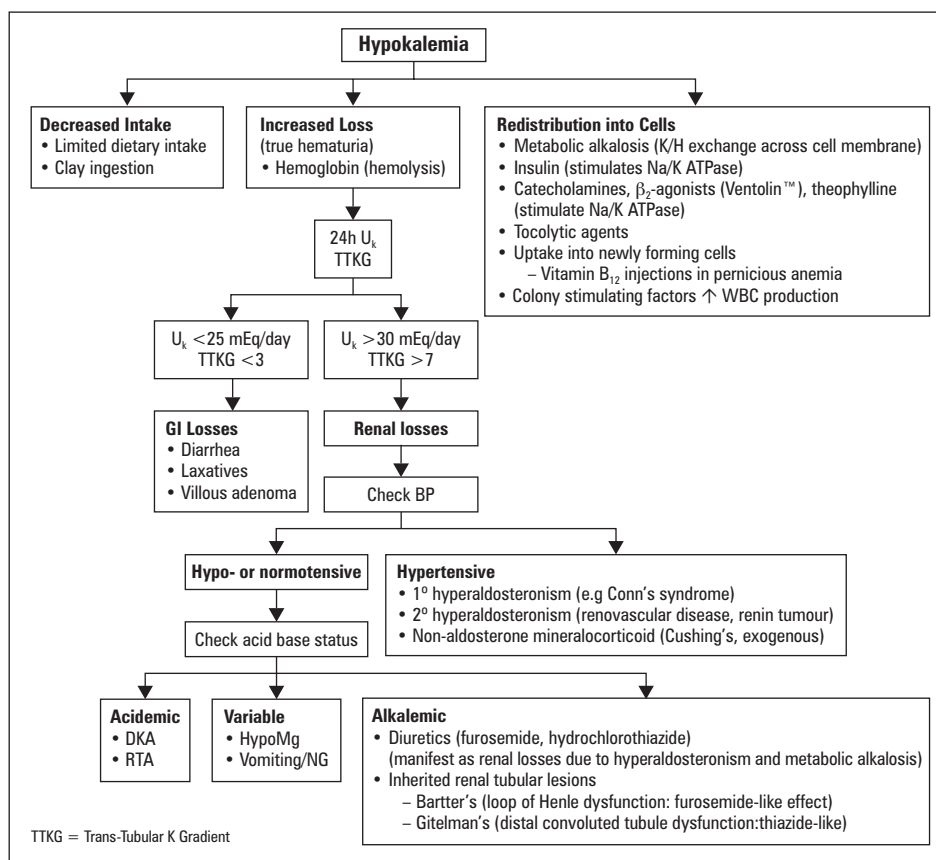 Hypokalemia
Decreased Intake
• Limited dietary intake
• Clay ingestion
Increased Loss
(true hematuria)
• Hemoglobin (hemolysis)
Redistribution into Cells
• Metabolic alkalosis (K/H exchange across cell membrane)
• Insulin (stimulates Na/K ATPase)
• Catecholamines, β₂-agonists (Ventolin™), theophylline
(stimulate Na/K ATPase)
• Tocolytic agents
• Uptake into newly forming cells
– Vitamin B₁₂ injections in pernicious anemia
• Colony stimulating factors ↑ WBC production
24h Uₖ
TTKG
Uₖ <25 mEq/day
TTKG <3
Uₖ >30 mEq/day
TTKG >7
GI Losses
• Diarrhea
• Laxatives
• Villous adenoma
Renal losses
Check BP
Hypo- or normotensive
Hypertensive
• 1º hyperaldosteronism (e.g Conn's syndrome)
• 2º hyperaldosteronism (renovascular disease, renin tumour)
• Non-aldosterone mineralocorticoid (Cushing's, exogenous)
Check acid base status
Acidemic
• DKA
• RTA
Variable
• HypoMg
• Vomiting/NG
Alkalemic
• Diuretics (furosemide, hydrochlorothiazide)
(manifest as renal losses due to hyperaldosteronism and metabolic alkalosis)
• Inherited renal tubular lesions
– Bartter's (loop of Henle dysfunction: furosemide-like effect)
– Gitelman's (distal convoluted tubule dysfunction:thiazide-like)
TTKG = Trans-Tubular K Gradient